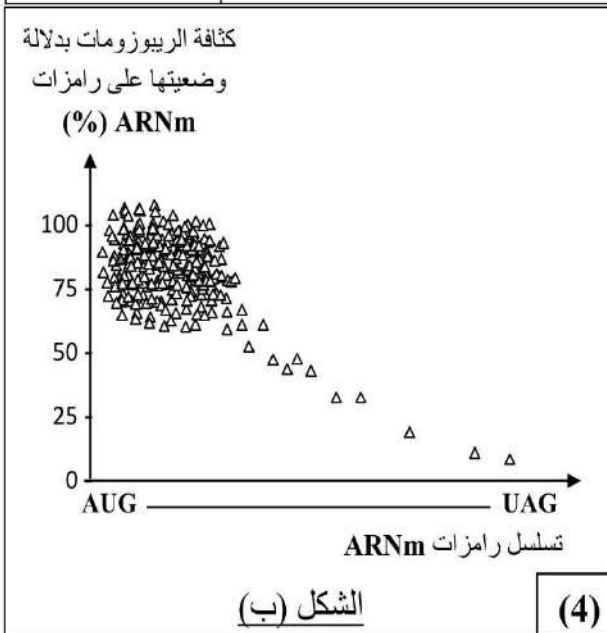 كثافة الريبوزومات بدلالة
وضعيتها على رامزات
ARNm (%)
100
75
50
25
0
AUG UAG
تسلسل رامزات ARNm
الشكل (ب)
(4)